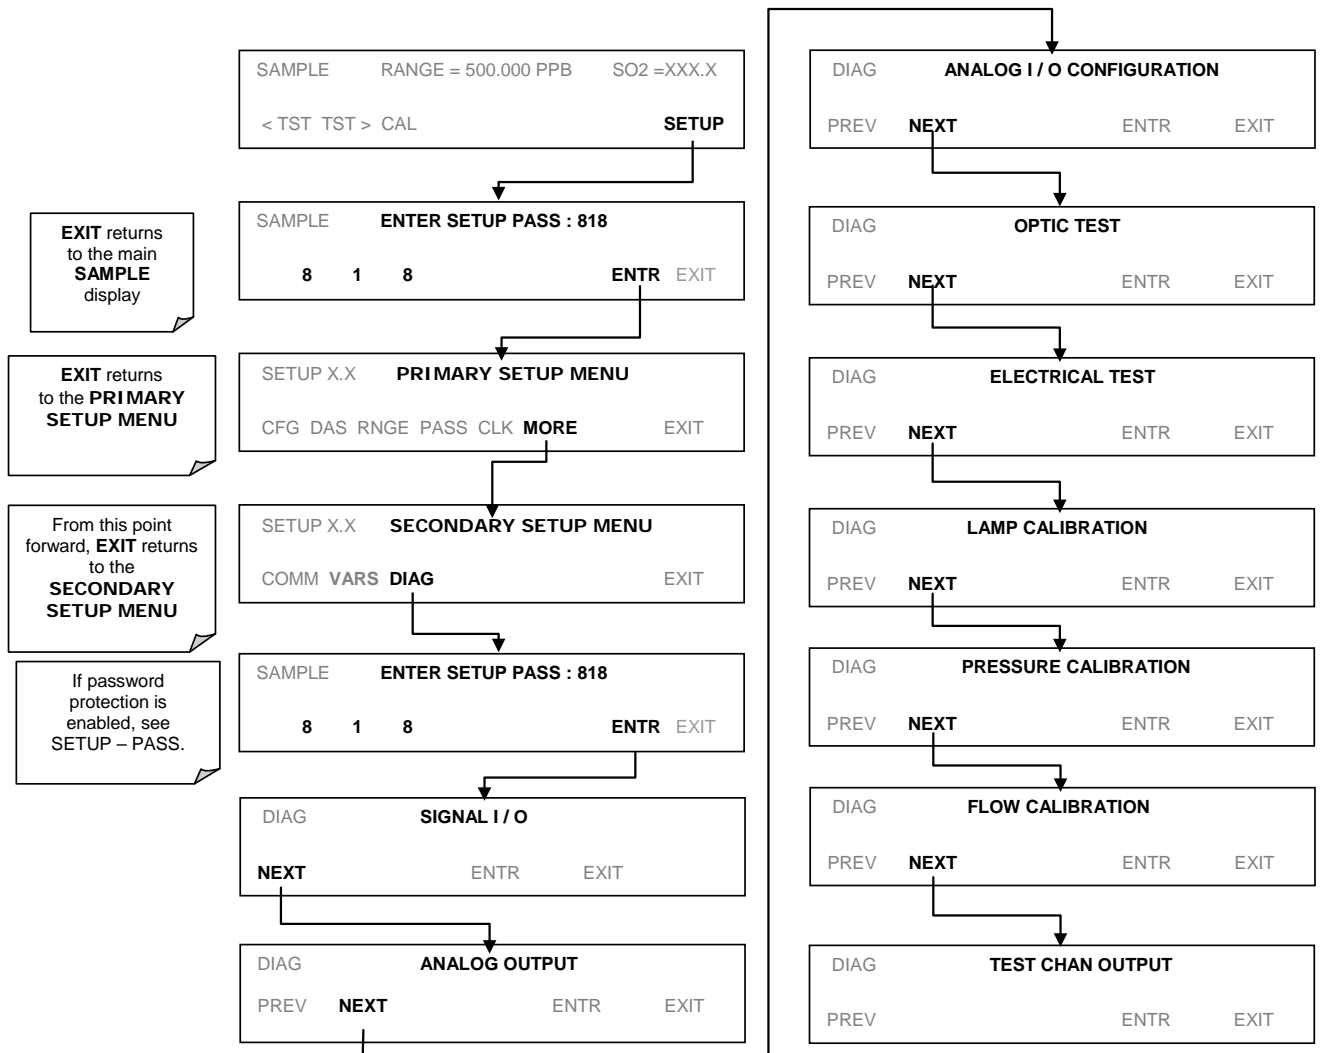 SAMPLE RANGE = 500.000 PPB SO2 =XXX.X
< TST TST > CAL SETUP
EXIT returns
to the main
SAMPLE
display
SAMPLE ENTER SETUP PASS : 818
8 1 8 ENTR EXIT
EXIT returns
to the PRIMARY
SETUP MENU
SETUP X.X PRIMARY SETUP MENU
CFG DAS RNGE PASS CLK MORE EXIT
From this point
forward, EXIT returns
to the
SECONDARY
SETUP MENU
SETUP X.X SECONDARY SETUP MENU
COMM VARS DIAG EXIT
If password
protection is
enabled, see
SETUP – PASS.
SAMPLE ENTER SETUP PASS : 818
8 1 8 ENTR EXIT
DIAG SIGNAL I / O
NEXT ENTR EXIT
DIAG ANALOG OUTPUT
PREV NEXT ENTR EXIT
DIAG ANALOG I / O CONFIGURATION
PREV NEXT ENTR EXIT
DIAG OPTIC TEST
PREV NEXT ENTR EXIT
DIAG ELECTRICAL TEST
PREV NEXT ENTR EXIT
DIAG LAMP CALIBRATION
PREV NEXT ENTR EXIT
DIAG PRESSURE CALIBRATION
PREV NEXT ENTR EXIT
DIAG FLOW CALIBRATION
PREV NEXT ENTR EXIT
DIAG TEST CHAN OUTPUT
PREV ENTR EXIT